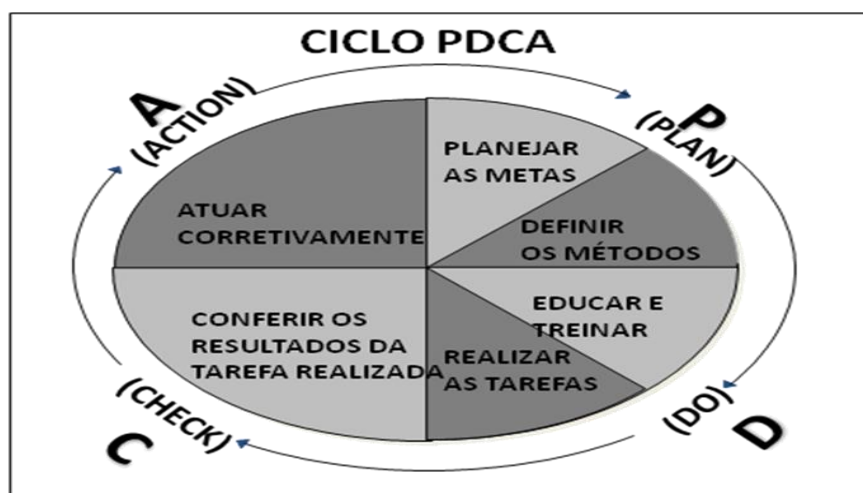 CICLO PDCA
A
(ACTION)
P
(PLAN)
PLANEJAR
AS METAS
DEFINIR
OS MÉTODOS
EDUCAR E
TREINAR
REALIZAR
AS TAREFAS
(DO)
D
CONFERIR OS
RESULTADOS DA
TAREFA REALIZADA
(CHECK)
C
ATUAR
CORRETIVAMENTE